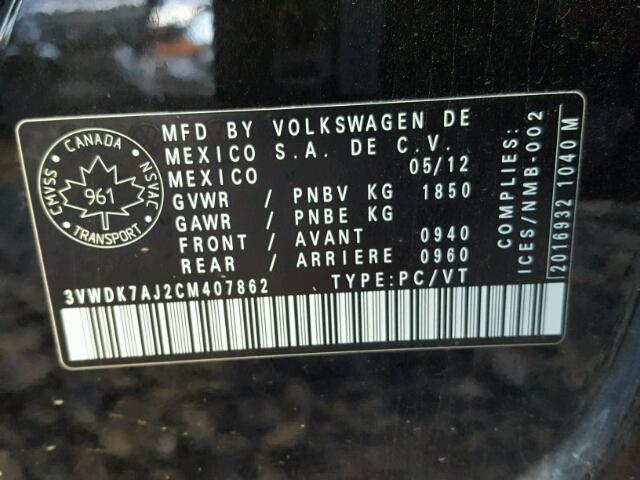 CANADA
CMVSS
NSVAC
961
TRANSPORT
MFD BY VOLKSWAGEN DE
MEXICO S.A. DE C.V.
MEXICO 05/12
GVWR / PNBV KG 1850
GAWR / PNBE KG
FRONT / AVANT 0940
REAR / ARRIERE 0960
3VWDK7AJ2CM407862 TYPE:PC/VT
COMPLIES:
ICES/NMB-002
2016932 1040 M